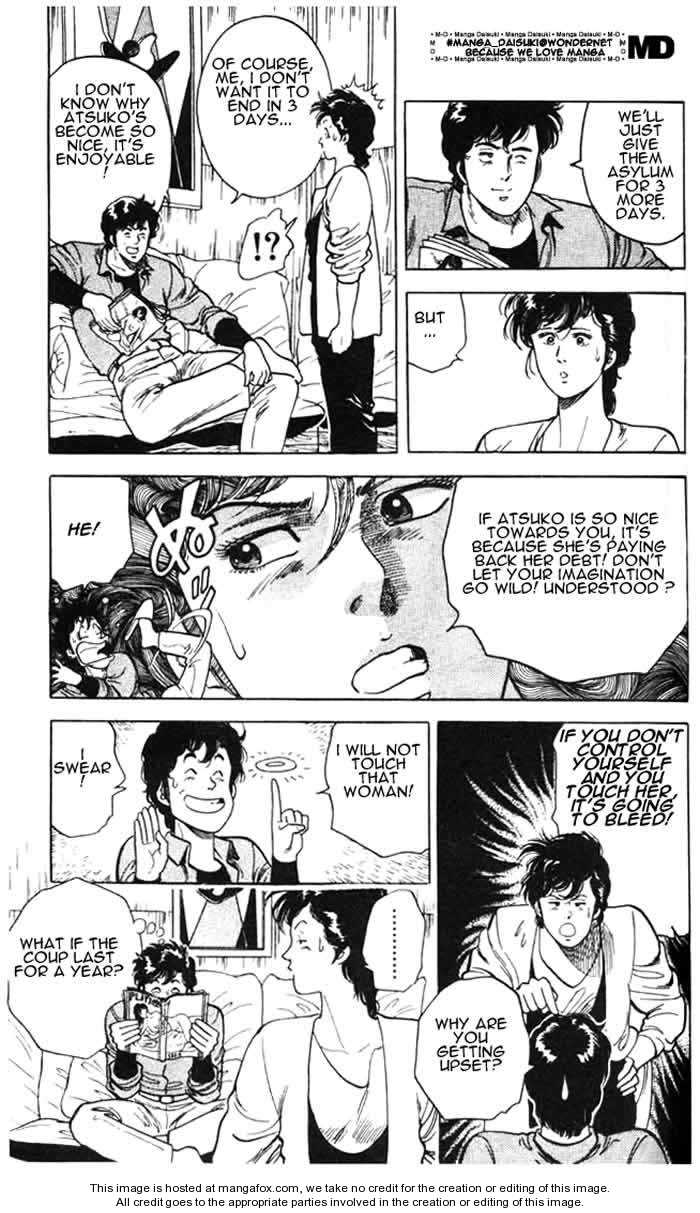 • M-D • Manga Daisuki • Manga Daisuki • Manga Daisuki • M-D •
#MANGA_DAISUKI@WONDERNET
BECAUSE WE LOVE MANGA
• M-D • Manga Daisuki • Manga Daisuki • Manga Daisuki • M-D •
MD
WE'LL
JUST
GIVE
THEM
ASYLUM
FOR 3
MORE
DAYS.
BUT
...
OF COURSE,
ME, I DON'T
WANT IT TO
END IN 3
DAYS...
!?
I DON'T
KNOW WHY
ATSUKO'S
BECOME SO
NICE, IT'S
ENJOYABLE
!
IF ATSUKO IS SO NICE
TOWARDS YOU, IT'S
BECAUSE SHE'S PAYING
BACK HER DEBT! DON'T
LET YOUR IMAGINATION
GO WILD! UNDERSTOOD ?
HE!
IF YOU DON'T
CONTROL
YOURSELF
AND YOU
TOUCH HER,
IT'S GOING
TO BLEED!
WHY ARE
YOU
GETTING
UPSET?
I WILL NOT
TOUCH
THAT
WOMAN!
I
SWEAR
!
.........
WHAT IF THE
COUP LAST
FOR A YEAR?
This image is hosted at mangafox.com, we take no credit for the creation or editing of this image.
All credit goes to the appropriate parties involved in the creation or editing of this image.